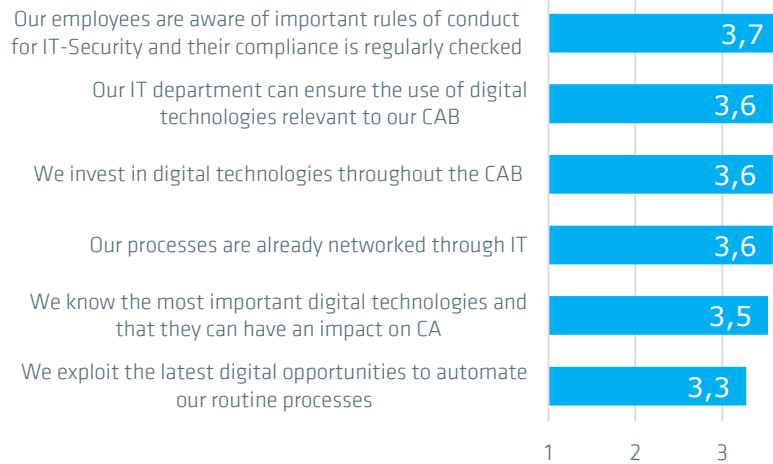 Our employees are aware of important rules of conduct
for IT-Security and their compliance is regularly checked
3,7
Our IT department can ensure the use of digital
technologies relevant to our CAB
3,6
We invest in digital technologies throughout the CAB
3,6
Our processes are already networked through IT
3,6
We know the most important digital technologies and
that they can have an impact on CA
3,5
We exploit the latest digital opportunities to automate
our routine processes
3,3
1 2 3